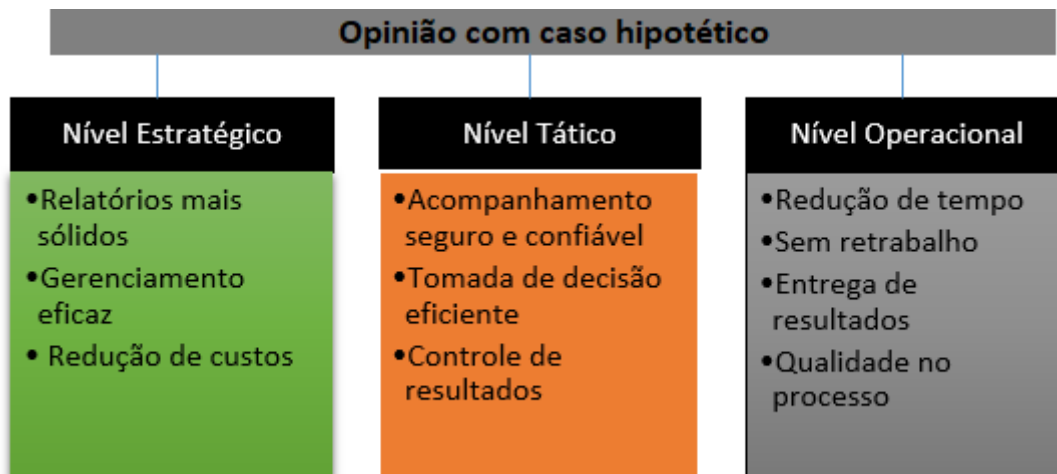 Opinião com caso hipotético
Nível Estratégico
•Relatórios mais
sólidos
•Gerenciamento
eficaz
• Redução de custos
Nível Tático
•Acompanhamento
seguro e confiável
•Tomada de decisão
eficiente
•Controle de
resultados
Nível Operacional
•Redução de tempo
•Sem retrabalho
•Entrega de
resultados
•Qualidade no
processo